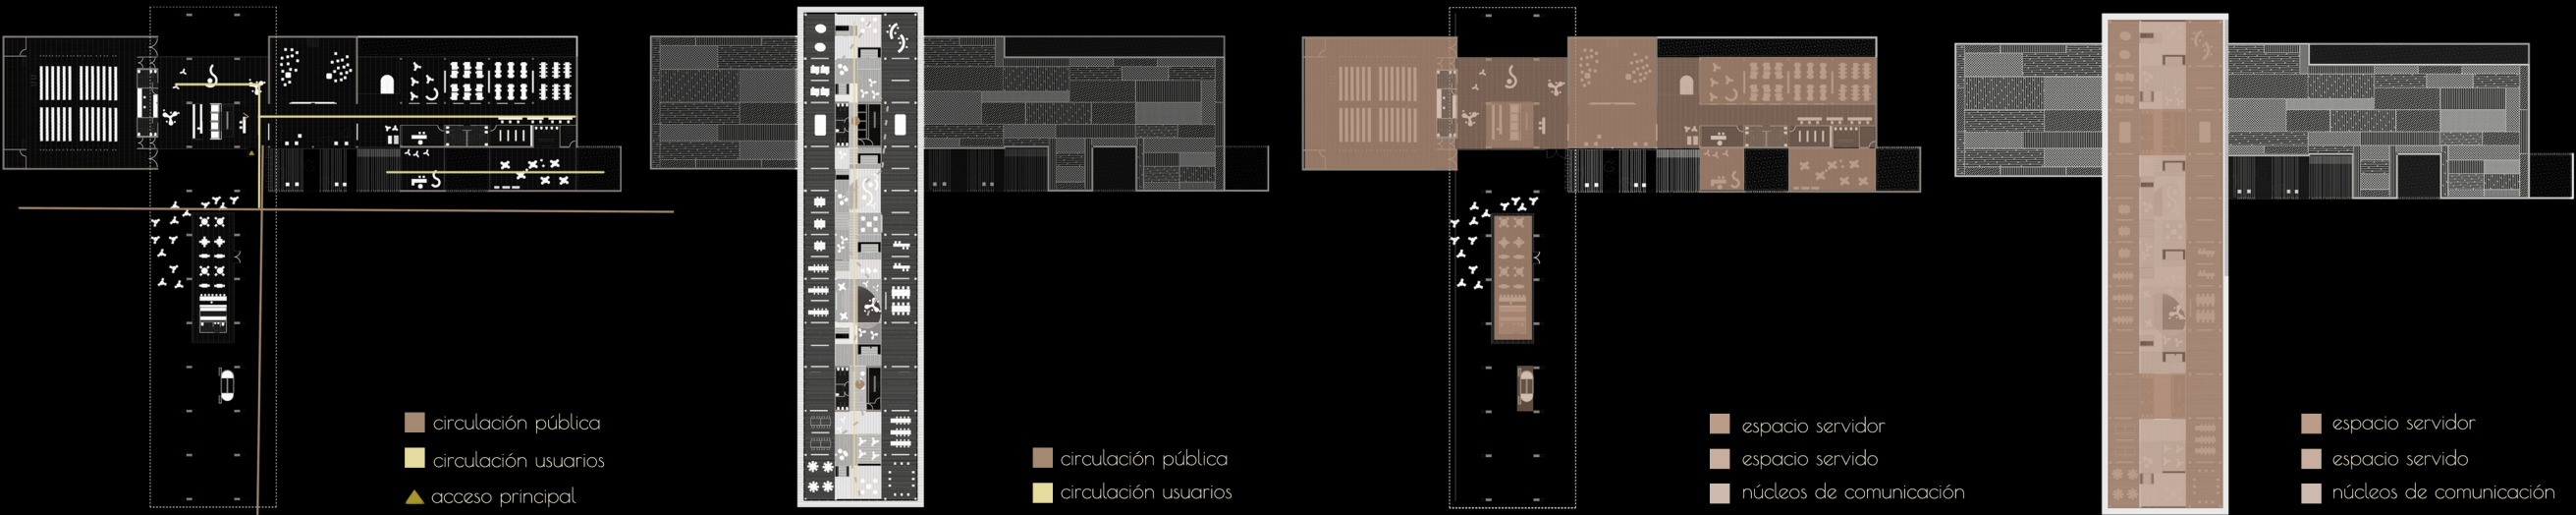 circulación pública
circulación usuarios
acceso principal
circulación pública
circulación usuarios
espacio servidor
espacio servido
núcleos de comunicación
espacio servidor
espacio servido
núcleos de comunicación